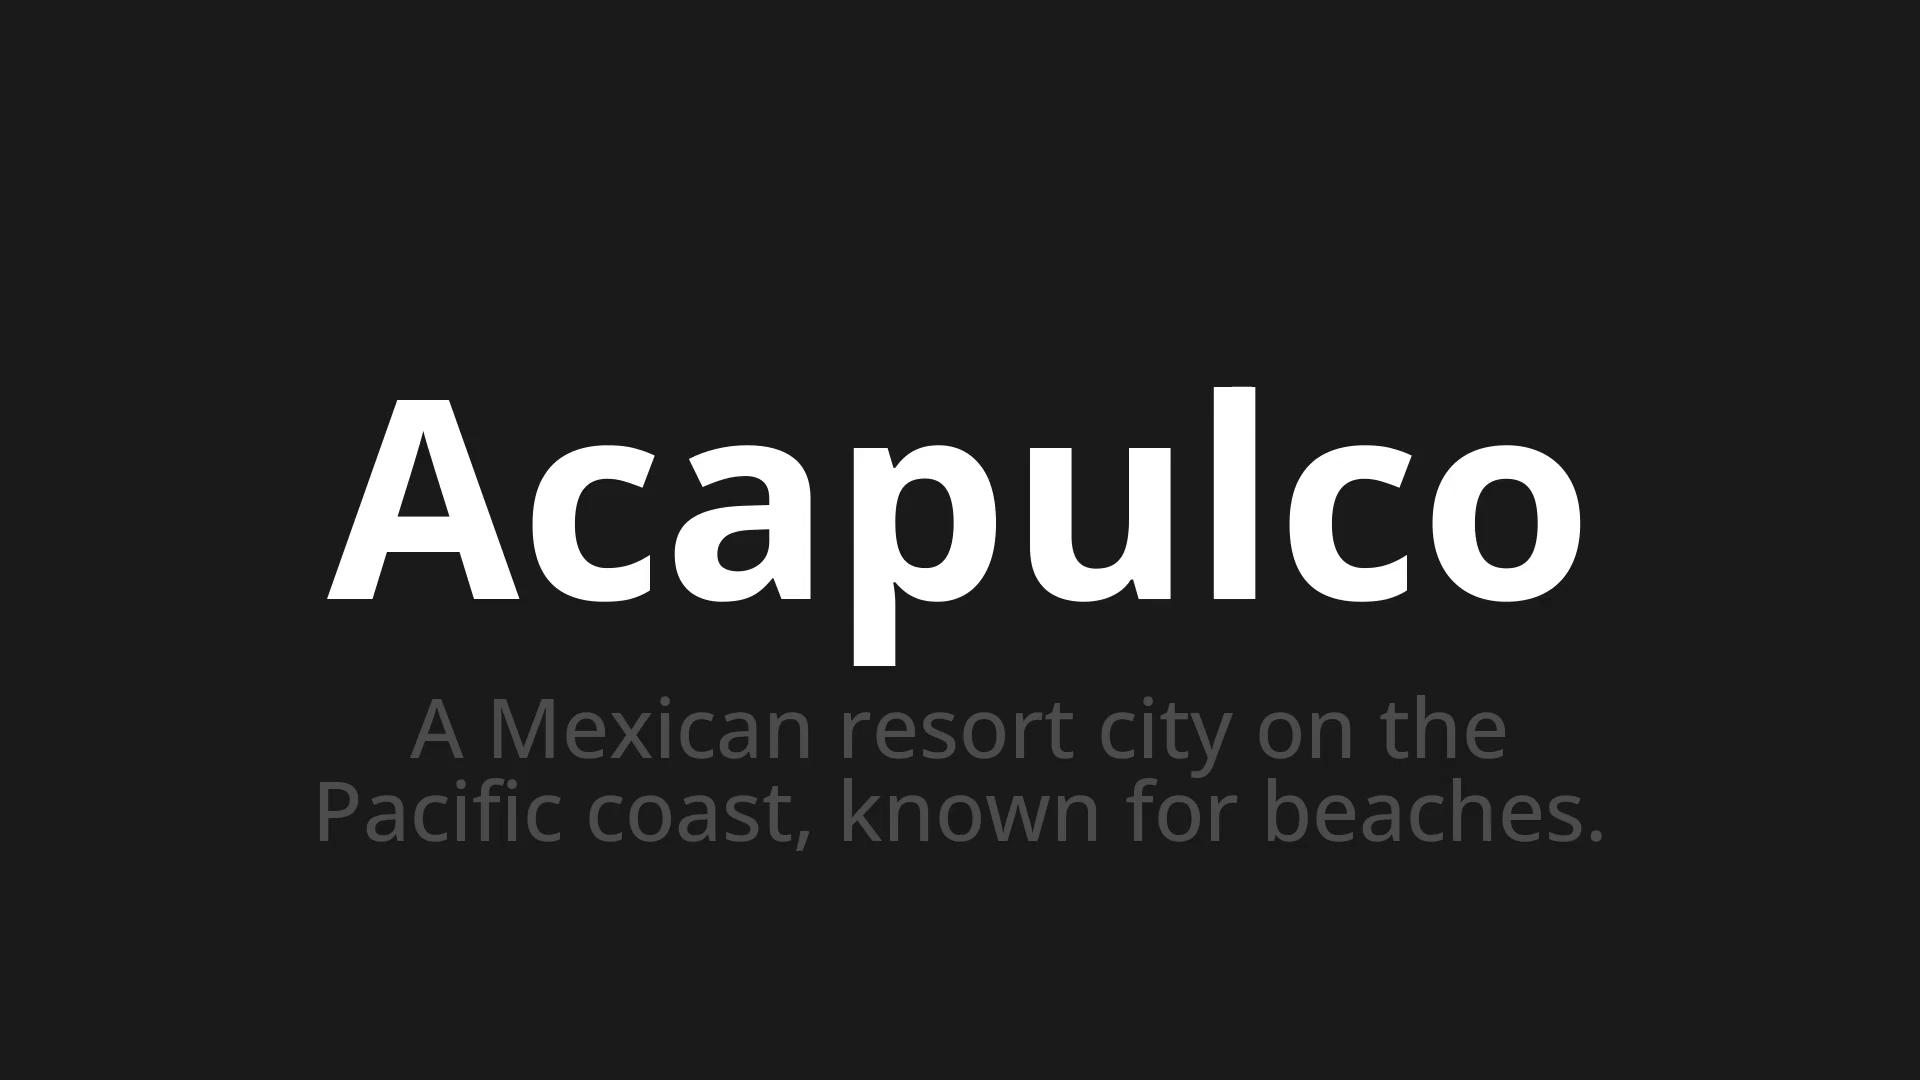 Acapulco
A Mexican resort city on the
Pacific coast, known for beaches.